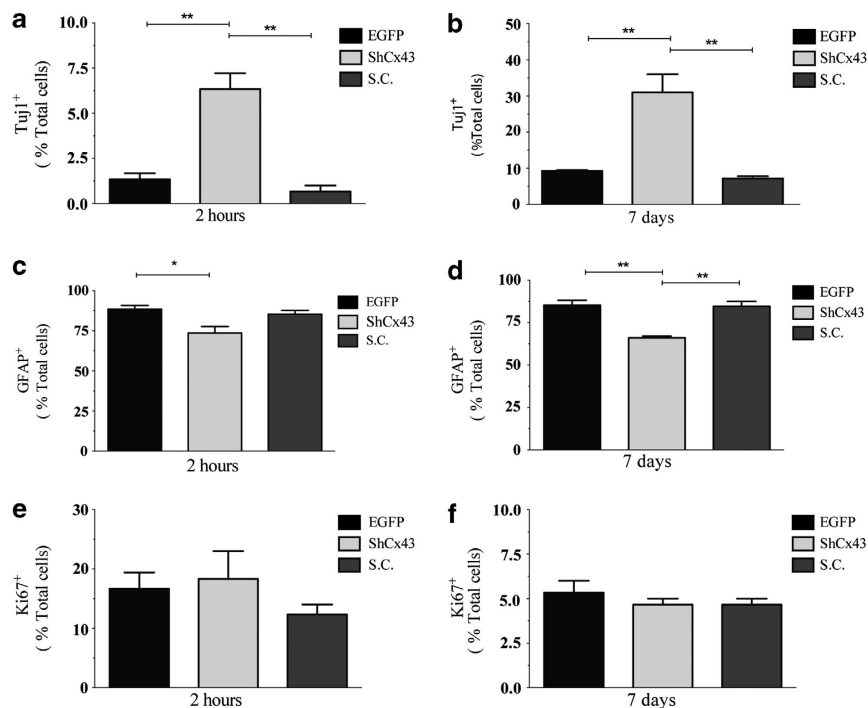 a
Tuj1+
( % Total cells)
10.0
7.5
5.0
2.5
0.0
**
**
2 hours
EGFP
ShCx43
S.C.
b
Tuj1+
(%Total cells)
50
40
30
20
10
0
**
**
7 days
EGFP
ShCx43
S.C.
c
GFAP+
( % Total cells)
100
75
50
25
0
*
2 hours
EGFP
ShCx43
S.C.
d
GFAP+
( % Total cells)
100
75
50
25
0
**
**
7 days
EGFP
ShCx43
S.C.
e
Ki67+
( % Total cells)
30
20
10
0
2 hours
EGFP
ShCx43
S.C.
f
Ki67+
( % Total cells)
10.0
7.5
5.0
2.5
0.0
7 days
EGFP
ShCx43
S.C.